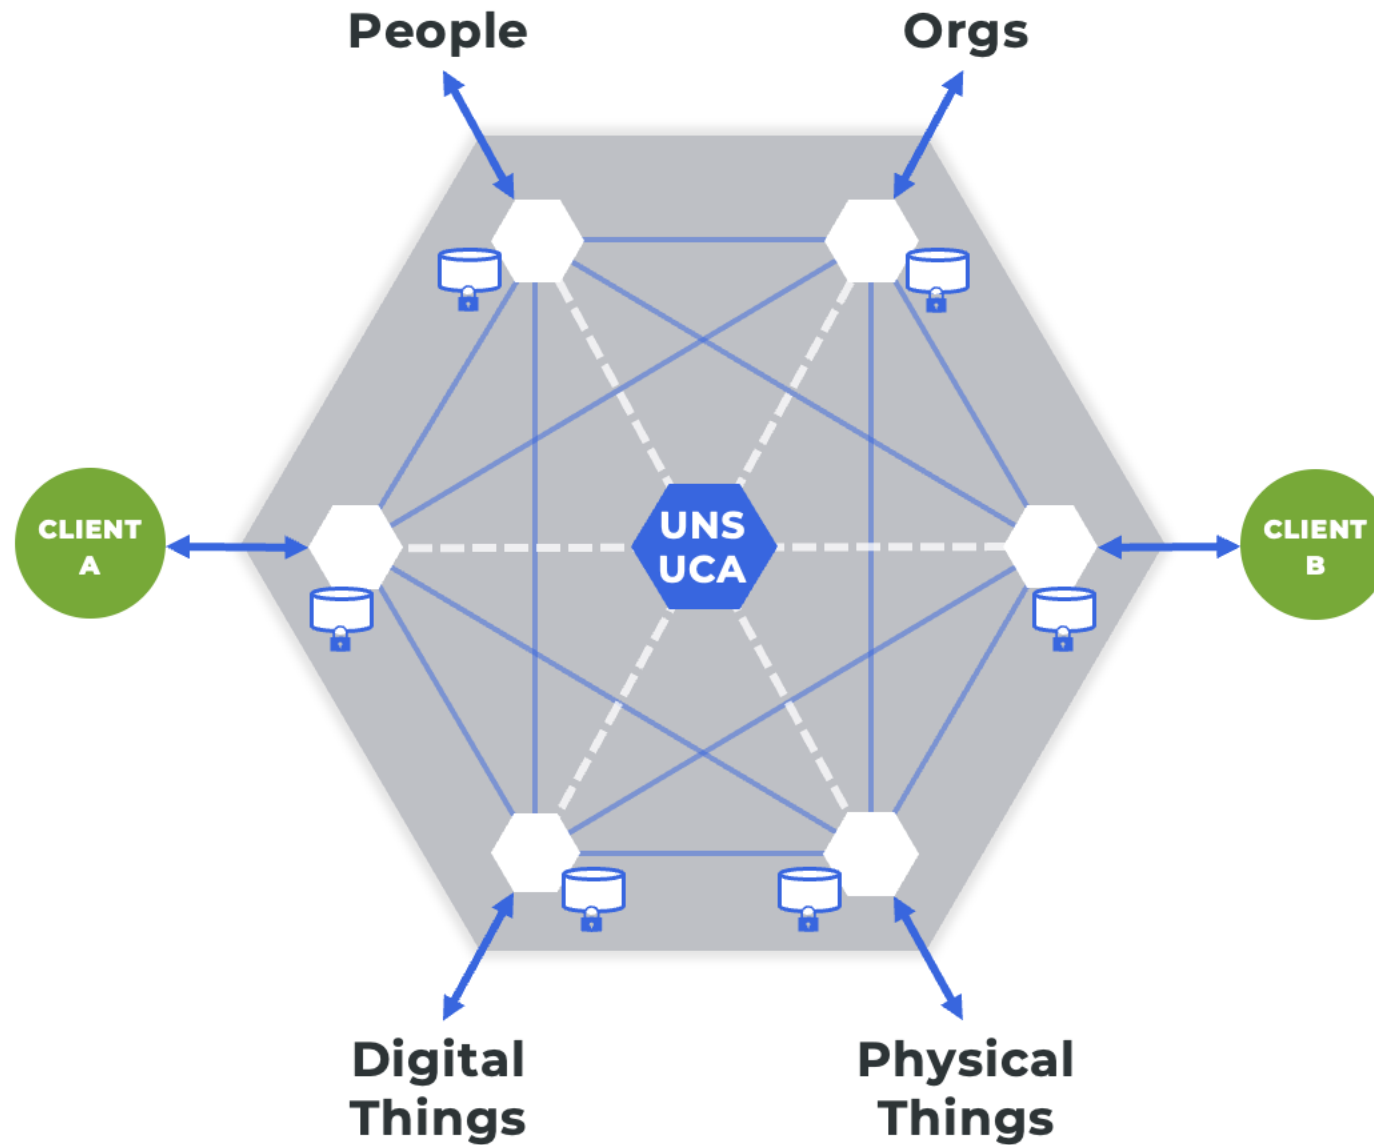 People
Orgs
CLIENT
A
UNS
UCA
CLIENT
B
Digital
Things
Physical
Things